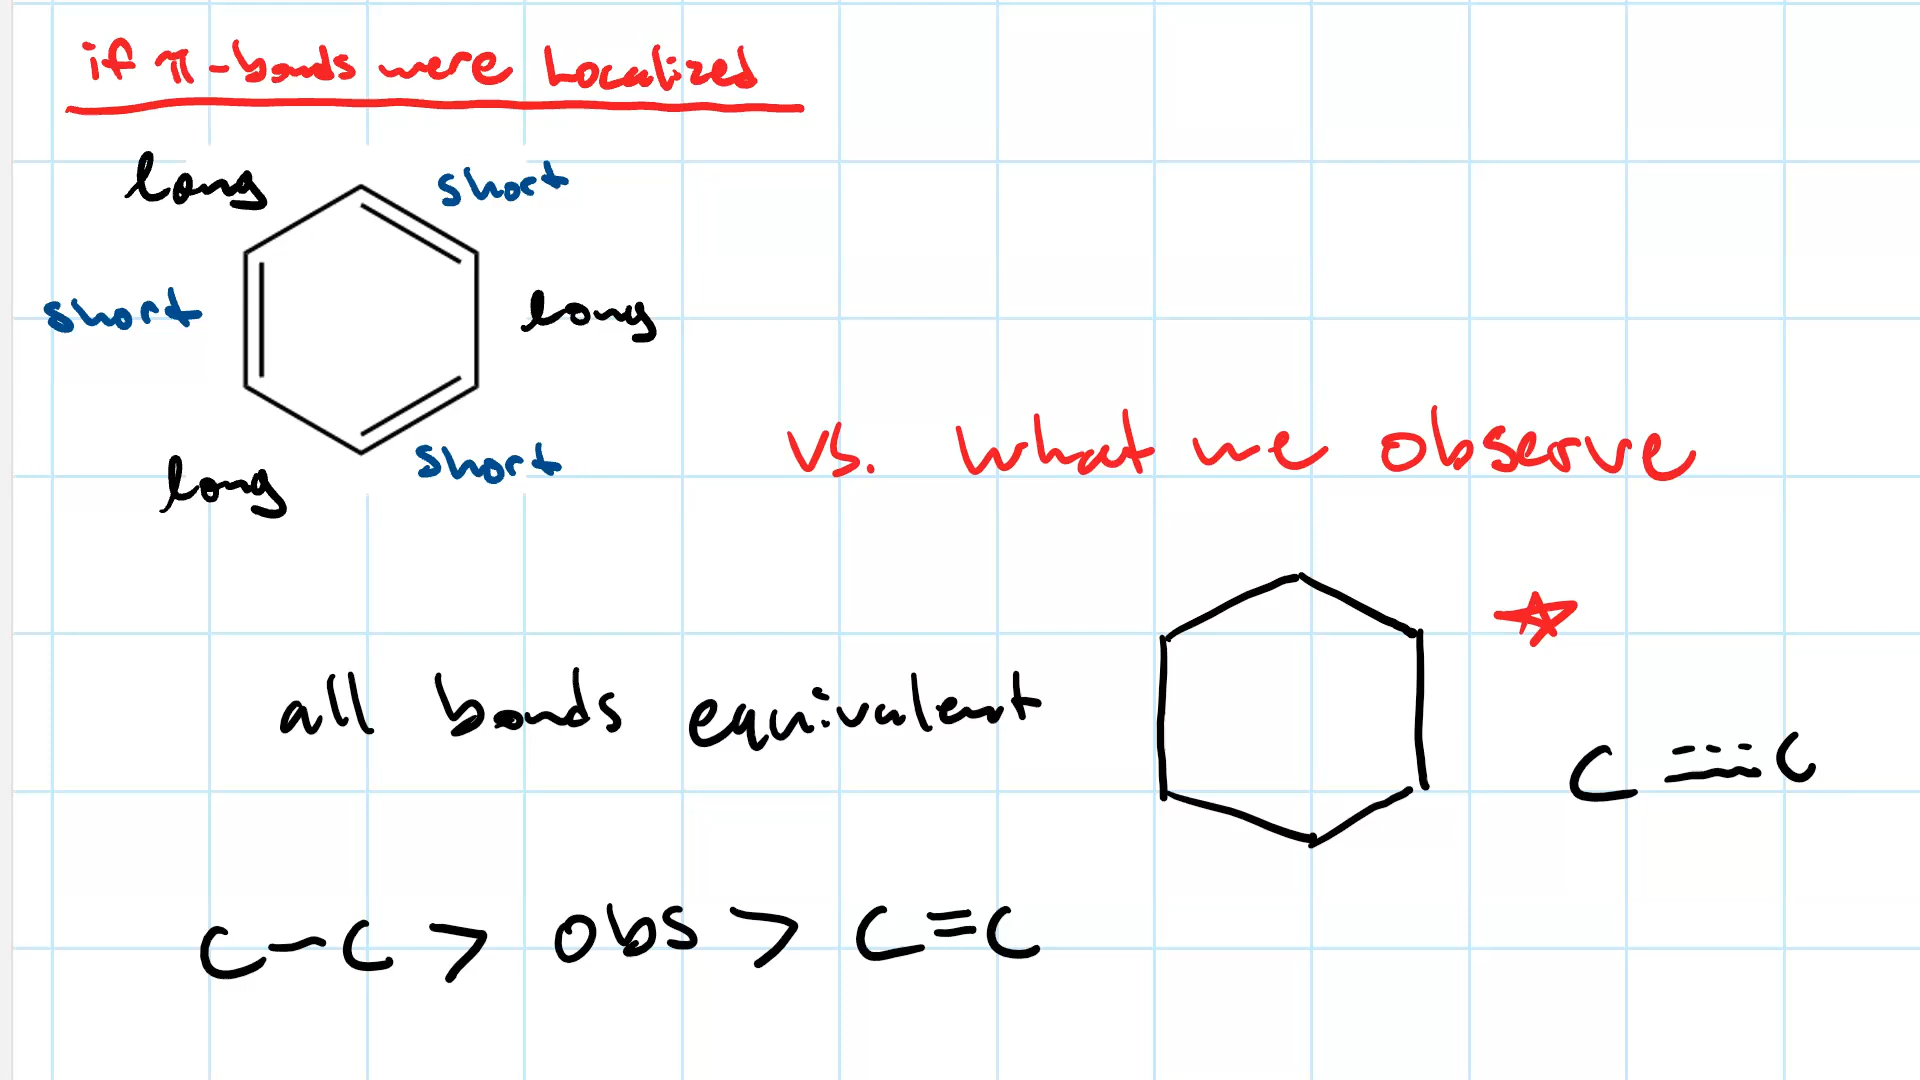 if π-bonds were Localized
long short
short long
long short
vs. what we observe
all bonds equivalent
C=C
C-C > obs > C=C